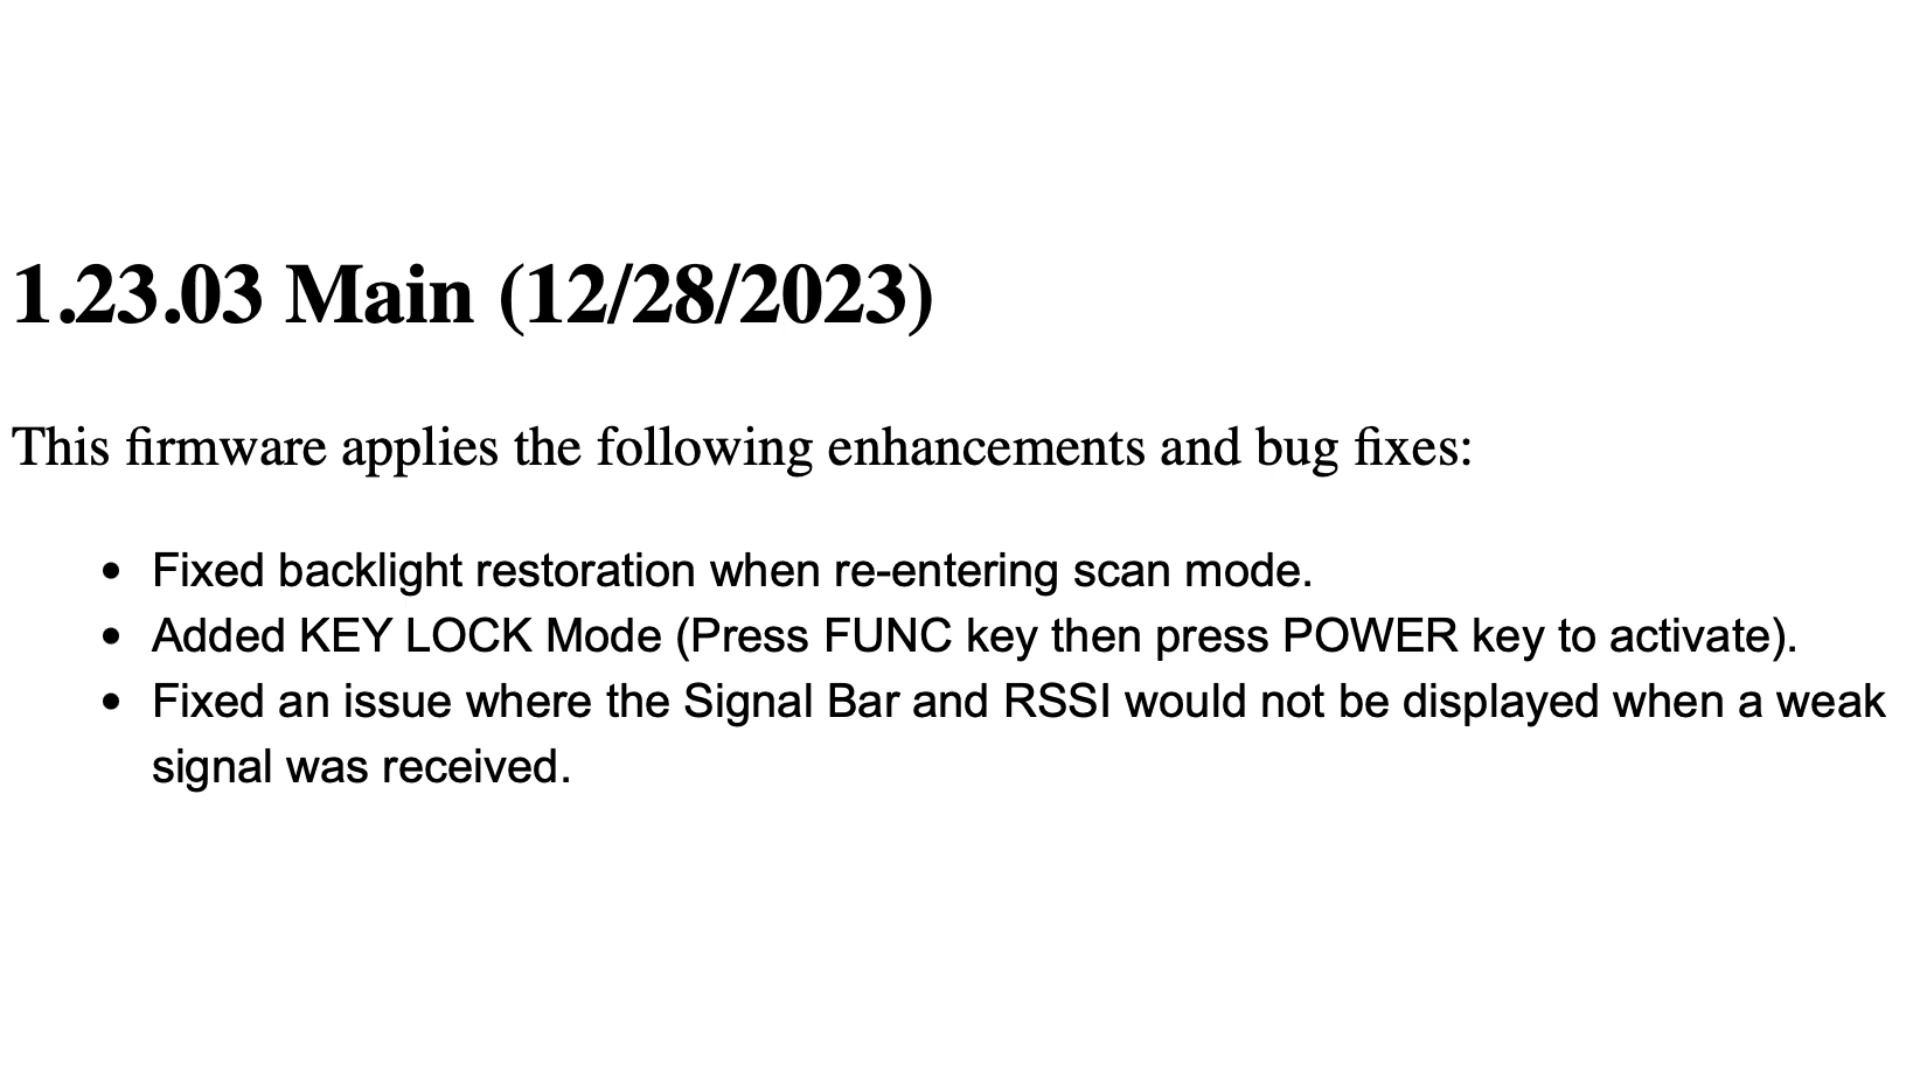 1.23.03 Main (12/28/2023)
This firmware applies the following enhancements and bug fixes:
• Fixed backlight restoration when re-entering scan mode.
• Added KEY LOCK Mode (Press FUNC key then press POWER key to activate).
• Fixed an issue where the Signal Bar and RSSI would not be displayed when a weak
signal was received.